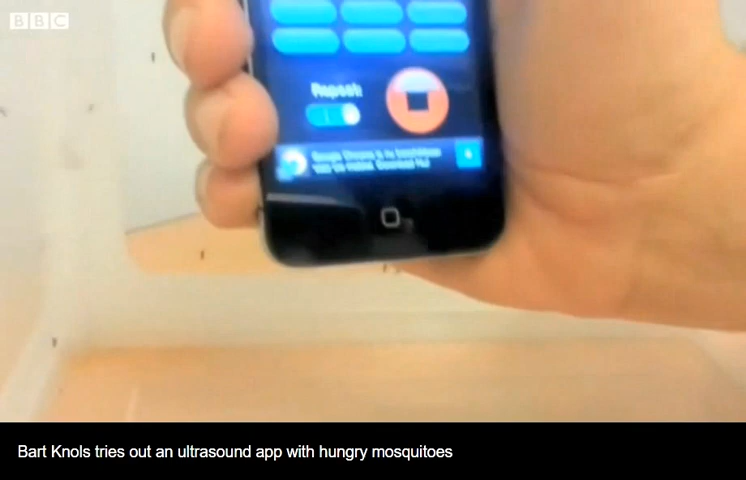 BBC
Repeat:
Bart Knols tries out an ultrasound app with hungry mosquitoes